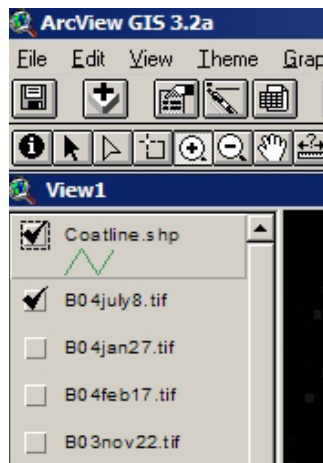 ArcView GIS 3.2a
File Edit View Theme Grap
View1
Coatline.shp
B04july8.tif
B04jan27.tif
B04feb17.tif
B03nov22.tif